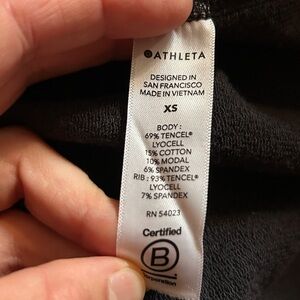 ATHLETA
DESIGNED IN
SAN FRANCISCO
MADE IN VIETNAM
XS
BODY :
69% TENCEL®
LYOCELL
15% COTTON
10% MODAL
6% SPANDEX
RIB : 93% TENCEL®
LYOCELL
7% SPANDEX
RN 54023
Certified
B
Corporation